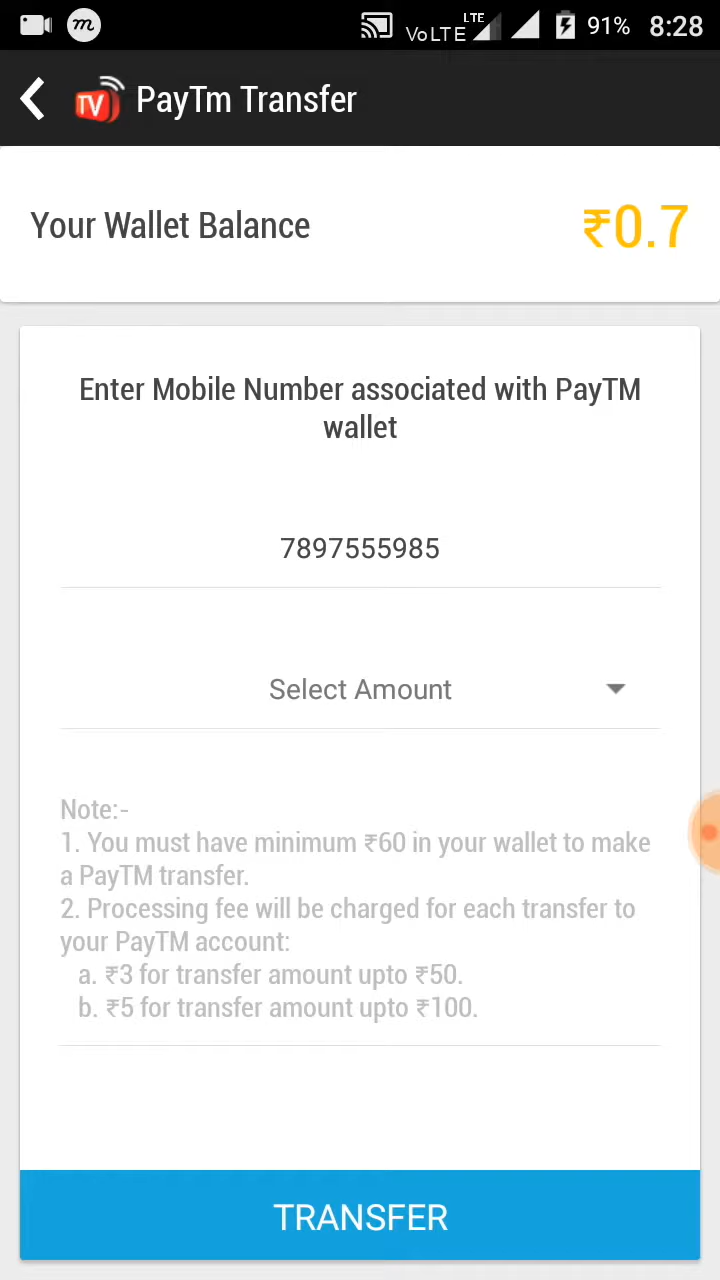 m VoLTE LTE 91% 8:28
TV PayTm Transfer
Your Wallet Balance ₹0.7
Enter Mobile Number associated with PayTM
wallet
7897555985
Select Amount
Note:-
1. You must have minimum ₹60 in your wallet to make
a PayTM transfer.
2. Processing fee will be charged for each transfer to
your PayTM account:
a. ₹3 for transfer amount upto ₹50.
b. ₹5 for transfer amount upto ₹100.
TRANSFER